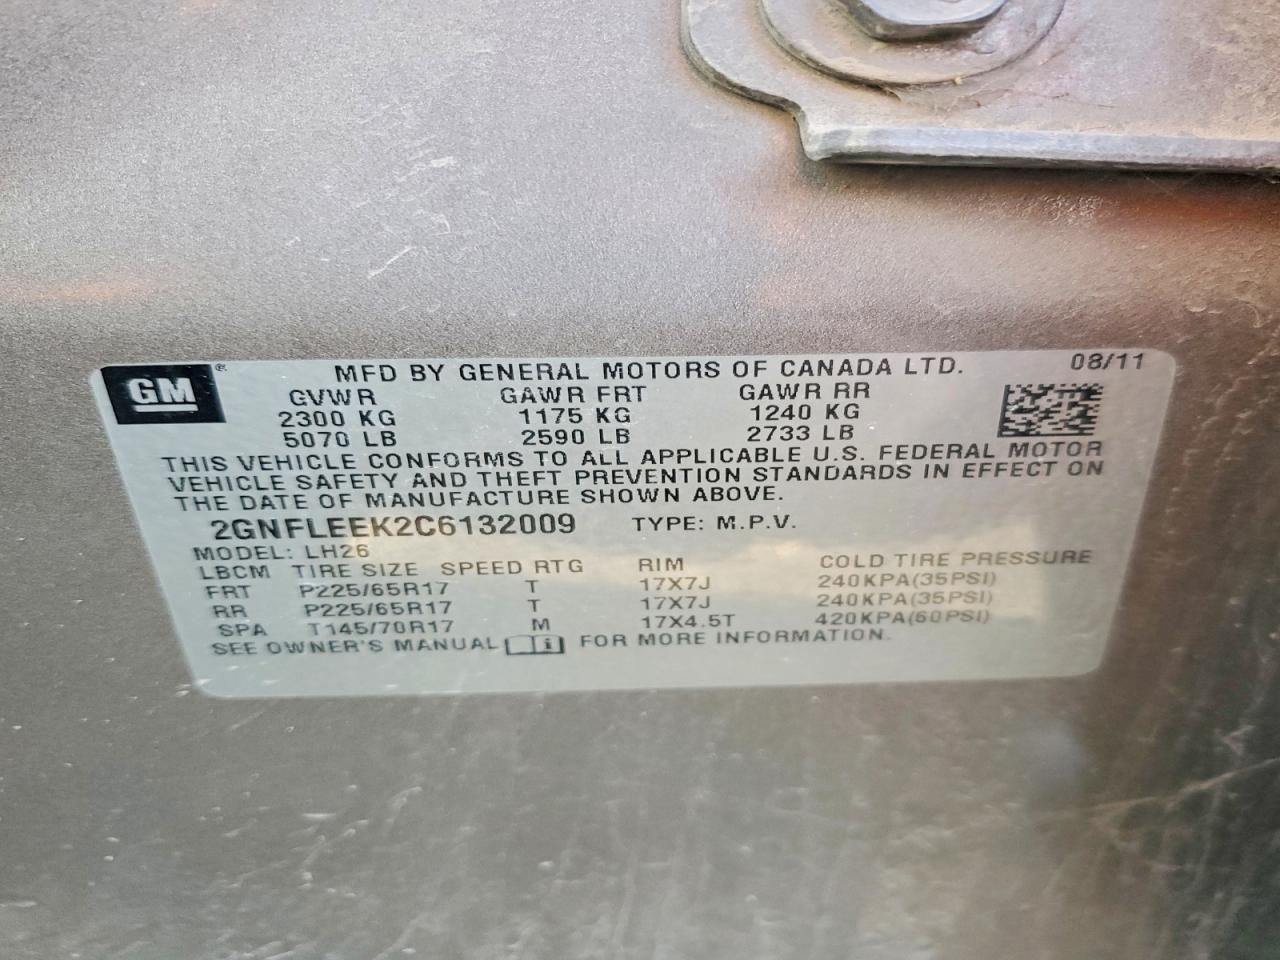 GM® MFD BY GENERAL MOTORS OF CANADA LTD. 08/11
GVWR GAWR FRT GAWR RR
2300 KG 1175 KG 1240 KG
5070 LB 2590 LB 2733 LB
THIS VEHICLE CONFORMS TO ALL APPLICABLE U.S. FEDERAL MOTOR
VEHICLE SAFETY AND THEFT PREVENTION STANDARDS IN EFFECT ON
THE DATE OF MANUFACTURE SHOWN ABOVE.
2GNFLEEK2C6132009 TYPE: M.P.V.
MODEL: LH26
LBCM TIRE SIZE SPEED RTG RIM COLD TIRE PRESSURE
FRT P225/65R17 T 17X7J 240KPA(35PSI)
RR P225/65R17 T 17X7J 240KPA(35PSI)
SPA T145/70R17 M 17X4.5T 420KPA(60PSI)
SEE OWNER'S MANUAL FOR MORE INFORMATION.